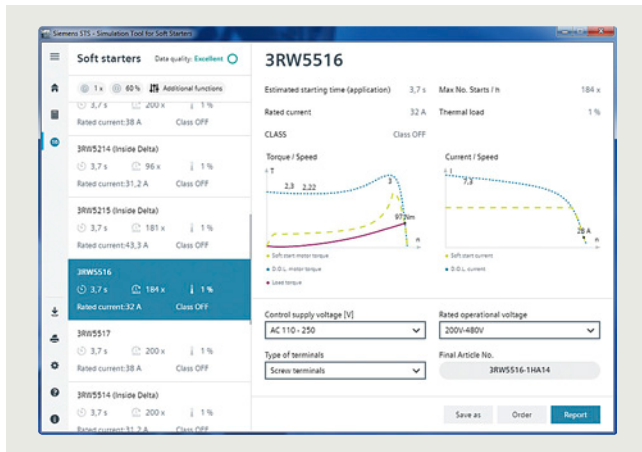 Siemens STS - Simulation Tool for Soft Starters
Soft starters Data quality: Excellent
1 x 60 % Additional functions
3,7 s 200 x 1 %
Rated current:38 A Class OFF
3RW5214 (Inside Delta)
3,7 s 96 x 1 %
Rated current:31,2 A Class OFF
3RW5215 (Inside Delta)
3,7 s 181 x 1 %
Rated current:43,3 A Class OFF
3RW5516
3,7 s 184 x 1 %
Rated current:32 A Class OFF
3RW5517
3,7 s 200 x 1 %
Rated current:38 A Class OFF
3RW5514 (Inside Delta)
3,7 s 200 x 1 %
Rated current:31,2 A Class OFF
3RW5516
Estimated starting time (application) 3,7 s Max No. Starts / h 184 x
Rated current 32 A Thermal load 1 %
CLASS Class OFF
Torque / Speed
T
2,3 2,22 3
97 Nm
n
Soft start motor torque
D.O.L. motor torque
Load torque
Current / Speed
I
7,3
28 A
n
Soft start current
D.O.L. current
Control supply voltage [V] Rated operational voltage
AC 110 - 250 200V-480V
Type of terminals Final Article No.
Screw terminals 3RW5516-1HA14
Save as Order Report